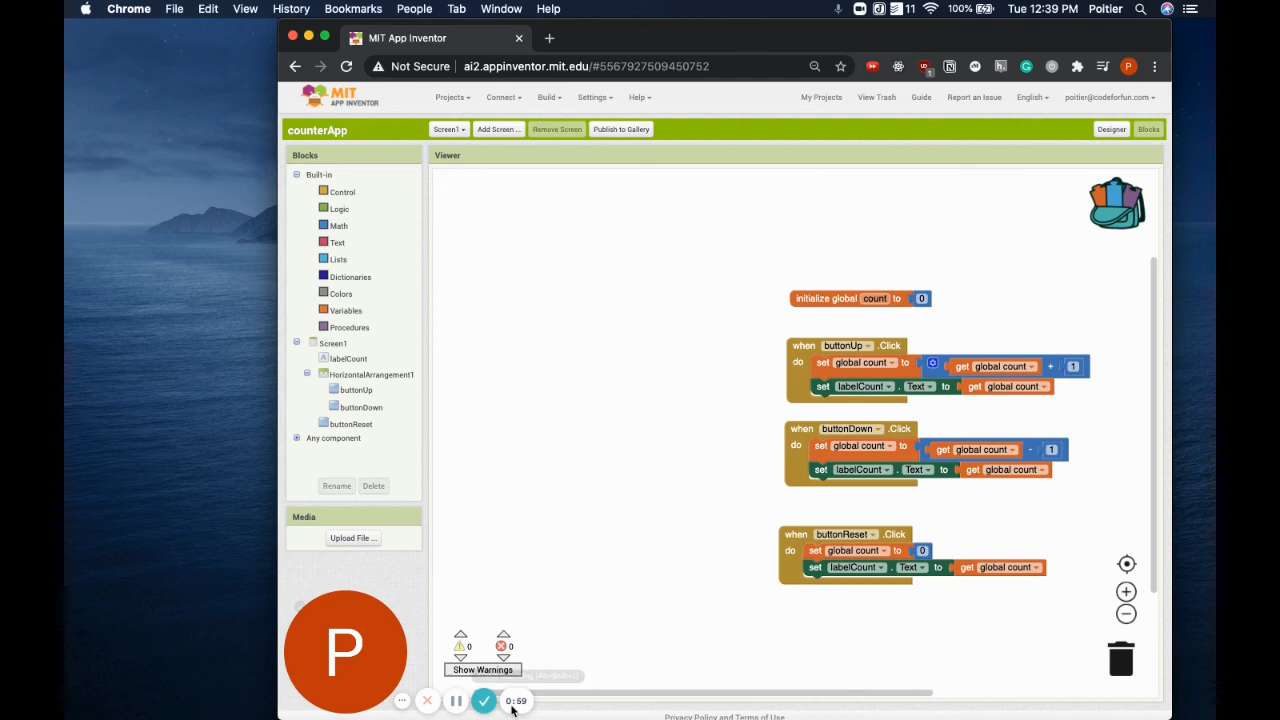 Chrome File Edit View History Bookmarks People Tab Window Help 11 100% Tue 12:39 PM Poitier
MIT App Inventor
Not Secure ai2.appinventor.mit.edu/#5567927509450752
MIT APP INVENTOR Projects Connect Build Settings Help My Projects View Trash Guide Report an Issue English poitier@codeforfun.com
counterApp Screen1 Add Screen ... Remove Screen Publish to Gallery Designer Blocks
Blocks
Built-in
Control
Logic
Math
Text
Lists
Dictionaries
Colors
Variables
Procedures
Screen1
labelCount
HorizontalArrangement1
buttonUp
buttonDown
buttonReset
Any component
Rename Delete
Media
Upload File ...
P
Viewer
initialize global count to 0
when buttonUp .Click
do set global count to get global count + 1
set labelCount . Text to get global count
when buttonDown .Click
do set global count to get global count - 1
set labelCount . Text to get global count
when buttonReset .Click
do set global count to 0
set labelCount . Text to get global count
0 0
Show Warnings
0:59
Privacy Policy and Terms of Use